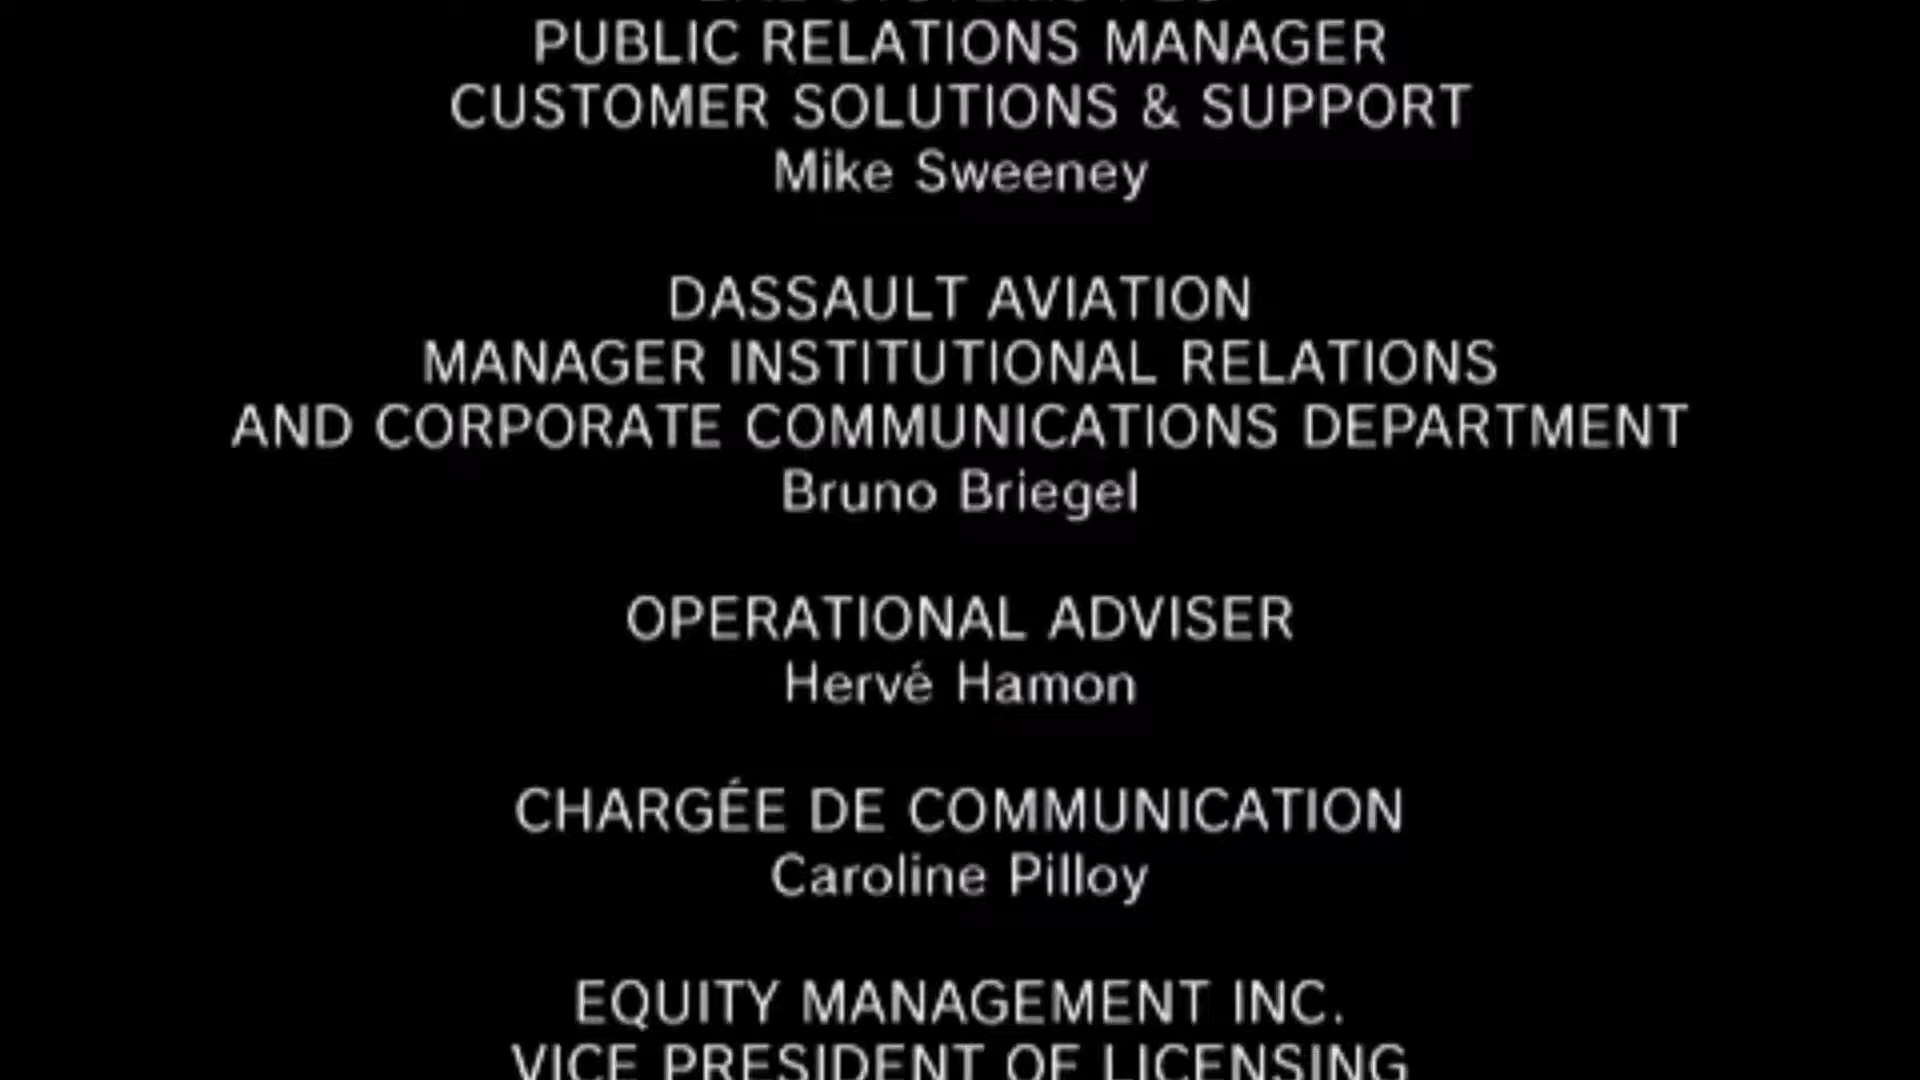 PUBLIC RELATIONS MANAGER
CUSTOMER SOLUTIONS & SUPPORT
Mike Sweeney
DASSAULT AVIATION
MANAGER INSTITUTIONAL RELATIONS
AND CORPORATE COMMUNICATIONS DEPARTMENT
Bruno Briegel
OPERATIONAL ADVISER
Hervé Hamon
CHARGÉE DE COMMUNICATION
Caroline Pilloy
EQUITY MANAGEMENT INC.
VICE PRESIDENT OF LICENSING